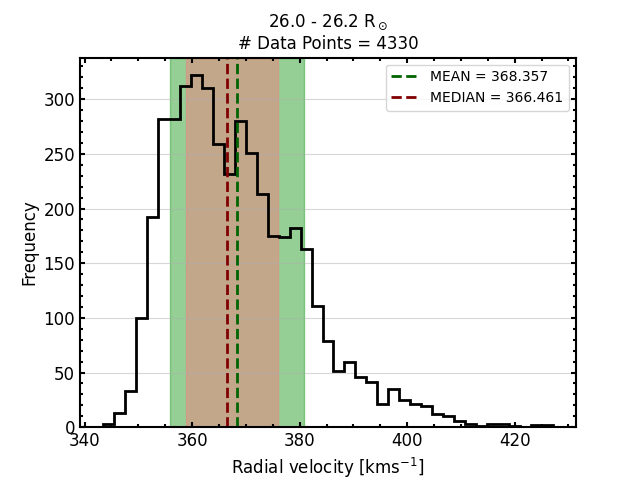 26.0 - 26.2 R⊙
# Data Points = 4330
MEAN = 368.357
MEDIAN = 366.461
Frequency
300
250
200
150
100
50
0
340
360
380
400
420
Radial velocity [kms⁻¹]